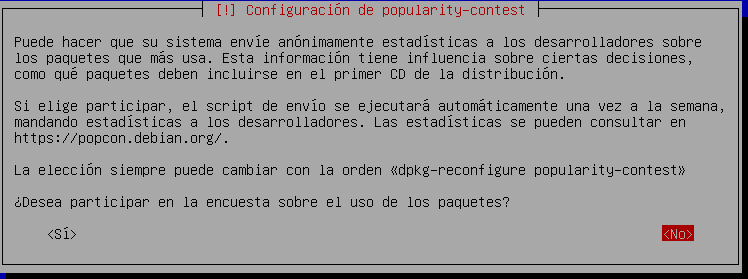 [!] Configuración de popularity-contest
Puede hacer que su sistema envíe anónimamente estadísticas a los desarrolladores sobre
los paquetes que más usa. Esta información tiene influencia sobre ciertas decisiones,
como qué paquetes deben incluirse en el primer CD de la distribución.
Si elige participar, el script de envío se ejecutará automáticamente una vez a la semana,
mandando estadísticas a los desarrolladores. Las estadísticas se pueden consultar en
https://popcon.debian.org/.
La elección siempre puede cambiar con la orden «dpkg-reconfigure popularity-contest»
¿Desea participar en la encuesta sobre el uso de los paquetes?
<Sí> <No>